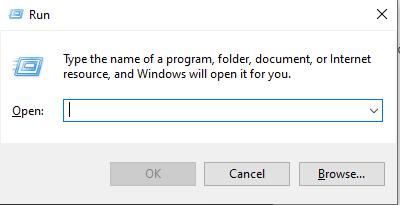 Run
Type the name of a program, folder, document, or Internet
resource, and Windows will open it for you.
Open:
OK Cancel Browse...